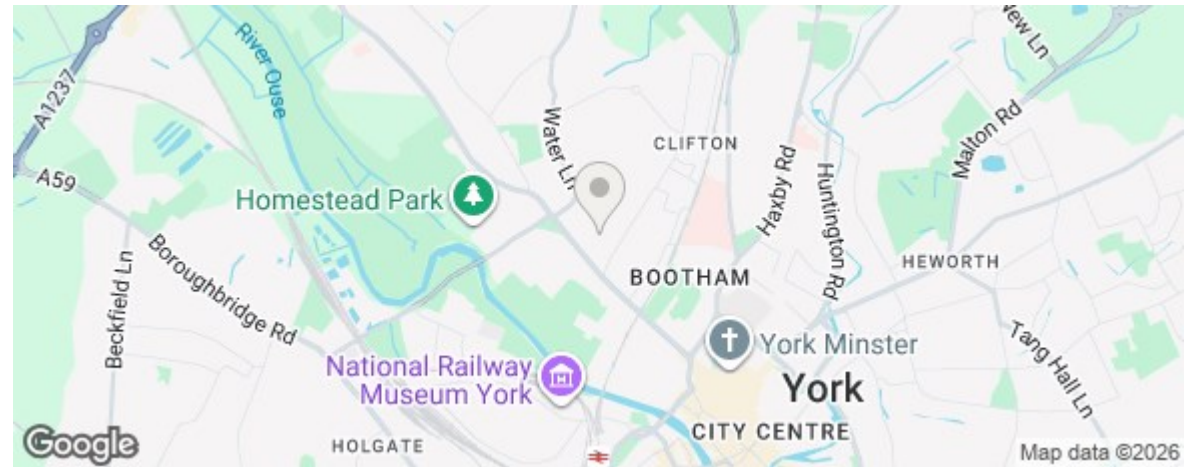 New Ln
River Ouse
A1237
Water Ln
CLIFTON
Haxby Rd
Huntington Rd
Malton Rd
A59
Homestead Park
Beckfield Ln
Boroughbridge Rd
BOOTHAM
HEWORTH
Tang Hall Ln
York Minster
National Railway
Museum York
York
CITY CENTRE
HOLGATE
Google
Map data ©2026